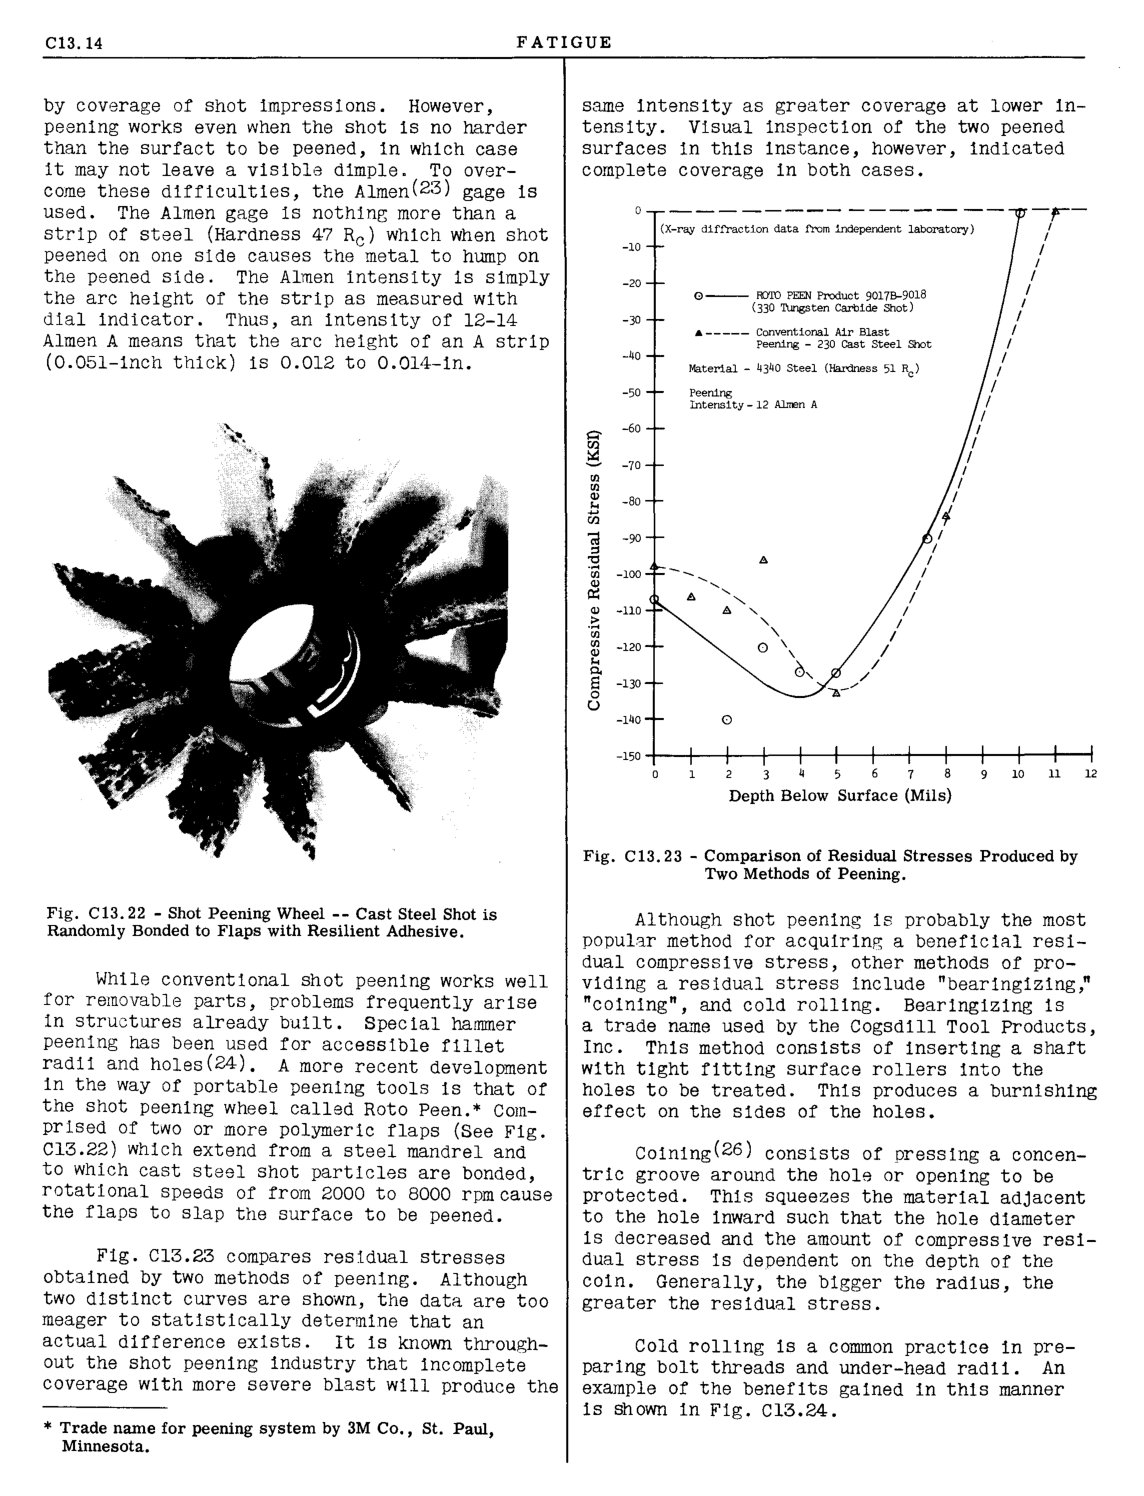 C13.14
FATIGUE
by coverage of shot impressions. However,
peening works even when the shot is no harder
than the surfact to be peened, in which case
it may not leave a visible dimple. To over-
come these difficulties, the Almen(23) gage is
used. The Almen gage is nothing more than a
strip of steel (Hardness 47 Rc) which when shot
peened on one side causes the metal to hump on
the peened side. The Almen intensity is simply
the arc height of the strip as measured with
dial indicator. Thus, an intensity of 12-14
Almen A means that the arc height of an A strip
(0.051-inch thick) is 0.012 to 0.014-in.
Fig. C13.22 - Shot Peening Wheel -- Cast Steel Shot is
Randomly Bonded to Flaps with Resilient Adhesive.
While conventional shot peening works well
for removable parts, problems frequently arise
in structures already built. Special hammer
peening has been used for accessible fillet
radii and holes(24). A more recent development
in the way of portable peening tools is that of
the shot peening wheel called Roto Peen.* Com-
prised of two or more polymeric flaps (See Fig.
C13.22) which extend from a steel mandrel and
to which cast steel shot particles are bonded,
rotational speeds of from 2000 to 8000 rpm cause
the flaps to slap the surface to be peened.
Fig. C13.23 compares residual stresses
obtained by two methods of peening. Although
two distinct curves are shown, the data are too
meager to statistically determine that an
actual difference exists. It is known through-
out the shot peening industry that incomplete
coverage with more severe blast will produce the
* Trade name for peening system by 3M Co., St. Paul,
Minnesota.
same intensity as greater coverage at lower in-
tensity. Visual inspection of the two peened
surfaces in this instance, however, indicated
complete coverage in both cases.
0
(X-ray diffraction data from independent laboratory)
-10
-20
ROTO PEEN Product 9017B-9018
(330 Tungsten Carbide Shot)
-30
Conventional Air Blast
Peening - 230 Cast Steel Shot
-40
Material - 4340 Steel (Hardness 51 Rc)
-50
Peening
Intensity - 12 Almen A
-60
-70
-80
-90
-100
-110
-120
-130
-140
-150
Compressive Residual Stress (KSI)
0 1 2 3 4 5 6 7 8 9 10 11 12
Depth Below Surface (Mils)
Fig. C13.23 - Comparison of Residual Stresses Produced by
Two Methods of Peening.
Although shot peening is probably the most
popular method for acquiring a beneficial resi-
dual compressive stress, other methods of pro-
viding a residual stress include "bearingizing,"
"coining", and cold rolling. Bearingizing is
a trade name used by the Cogsdill Tool Products,
Inc. This method consists of inserting a shaft
with tight fitting surface rollers into the
holes to be treated. This produces a burnishing
effect on the sides of the holes.
Coining(26) consists of pressing a concen-
tric groove around the hole or opening to be
protected. This squeezes the material adjacent
to the hole inward such that the hole diameter
is decreased and the amount of compressive resi-
dual stress is dependent on the depth of the
coin. Generally, the bigger the radius, the
greater the residual stress.
Cold rolling is a common practice in pre-
paring bolt threads and under-head radii. An
example of the benefits gained in this manner
is shown in Fig. C13.24.